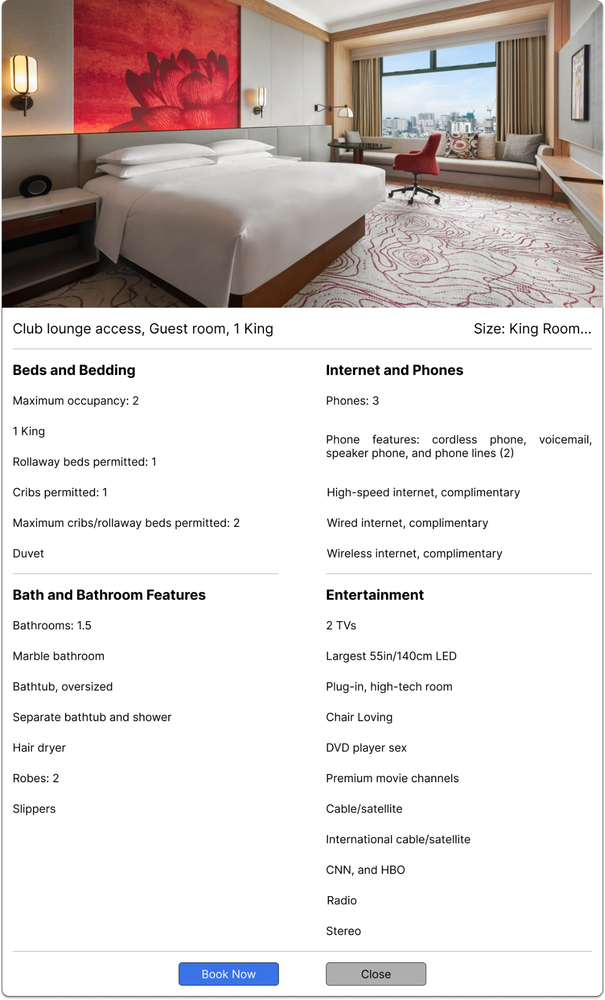 Club lounge access, Guest room, 1 King
Size: King Room...
Beds and Bedding
Maximum occupancy: 2
1 King
Rollaway beds permitted: 1
Cribs permitted: 1
Maximum cribs/rollaway beds permitted: 2
Duvet
Internet and Phones
Phones: 3
Phone features: cordless phone, voicemail,
speaker phone, and phone lines (2)
High-speed internet, complimentary
Wired internet, complimentary
Wireless internet, complimentary
Bath and Bathroom Features
Bathrooms: 1.5
Marble bathroom
Bathtub, oversized
Separate bathtub and shower
Hair dryer
Robes: 2
Slippers
Entertainment
2 TVs
Largest 55in/140cm LED
Plug-in, high-tech room
Chair Loving
DVD player sex
Premium movie channels
Cable/satellite
International cable/satellite
CNN, and HBO
Radio
Stereo
Book Now
Close